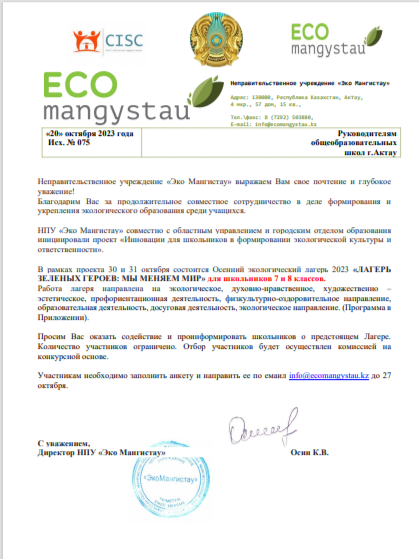 CISC
ECO
mangystau
ECO
mangystau
Неправительственное учреждение «Эко Мангистау»
Адрес: 130000, Республика Казахстан, Актау,
4 мкр., 57 дом, 15 кв.,
Тел./факс: 8 (7292) 503808,
E-mail: info@ecomangystau.kz
«20» октября 2023 года
Исх. № 075
Руководителям
общеобразовательных
школ г.Актау
Неправительственное учреждение «Эко Мангистау» выражаем Вам свое почтение и глубокое
уважение!
Благодарим Вас за продолжительное совместное сотрудничество в деле формирования и
укрепления экологического образования среди учащихся.
НПУ «Эко Мангистау» совместно с областным управлением и городским отделом образования
инициировали проект «Инновации для школьников в формировании экологической культуры и
ответственности».
В рамках проекта 30 и 31 октября состоится Осенний экологический лагерь 2023 «ЛАГЕРЬ
ЗЕЛЕНЫХ ГЕРОЕВ: МЫ МЕНЯЕМ МИР» для школьников 7 и 8 классов.
Работа лагеря направлена на экологическое, духовно-нравственное, художественно –
эстетическое, профориентационная деятельность, физкультурно-оздоровительное направление,
образовательная деятельность, досуговая деятельность, экологическое направление. (Программа в
Приложении).
Просим Вас оказать содействие и проинформировать школьников о предстоящем Лагере.
Количество участников ограничено. Отбор участников будет осуществлен комиссией на
конкурсной основе.
Участникам необходимо заполнить анкету и направить ее по емаил info@ecomangystau.kz до 27
октября.
С уважением,
Директор НПУ «Эко Мангистау»
Осин К.В.
«ЭкоМангистау»